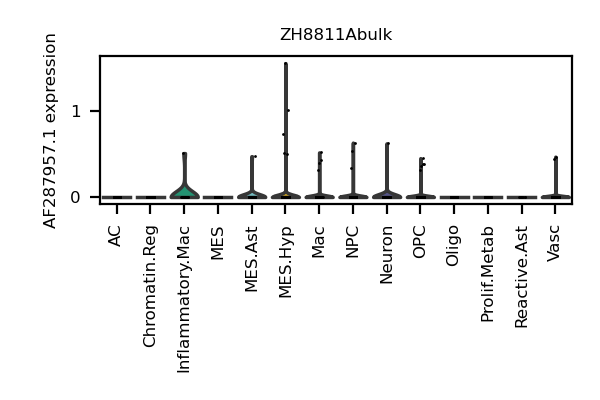 ZH8811Abulk
AF287957.1 expression
1
0
AC
Chromatin.Reg
Inflammatory.Mac
MES
MES.Ast
MES.Hyp
Mac
NPC
Neuron
OPC
Oligo
Prolif.Metab
Reactive.Ast
Vasc